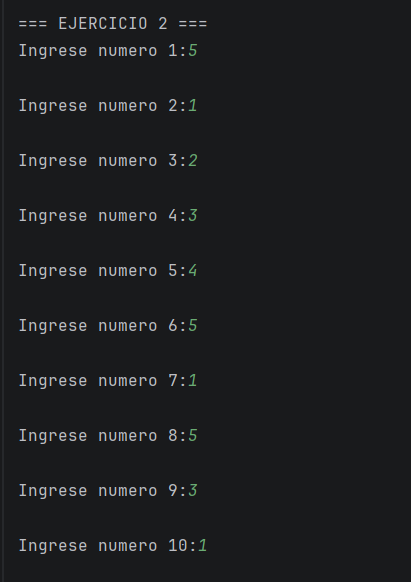 === EJERCICIO 2 ===
Ingrese numero 1:5
Ingrese numero 2:1
Ingrese numero 3:2
Ingrese numero 4:3
Ingrese numero 5:4
Ingrese numero 6:5
Ingrese numero 7:1
Ingrese numero 8:5
Ingrese numero 9:3
Ingrese numero 10:1